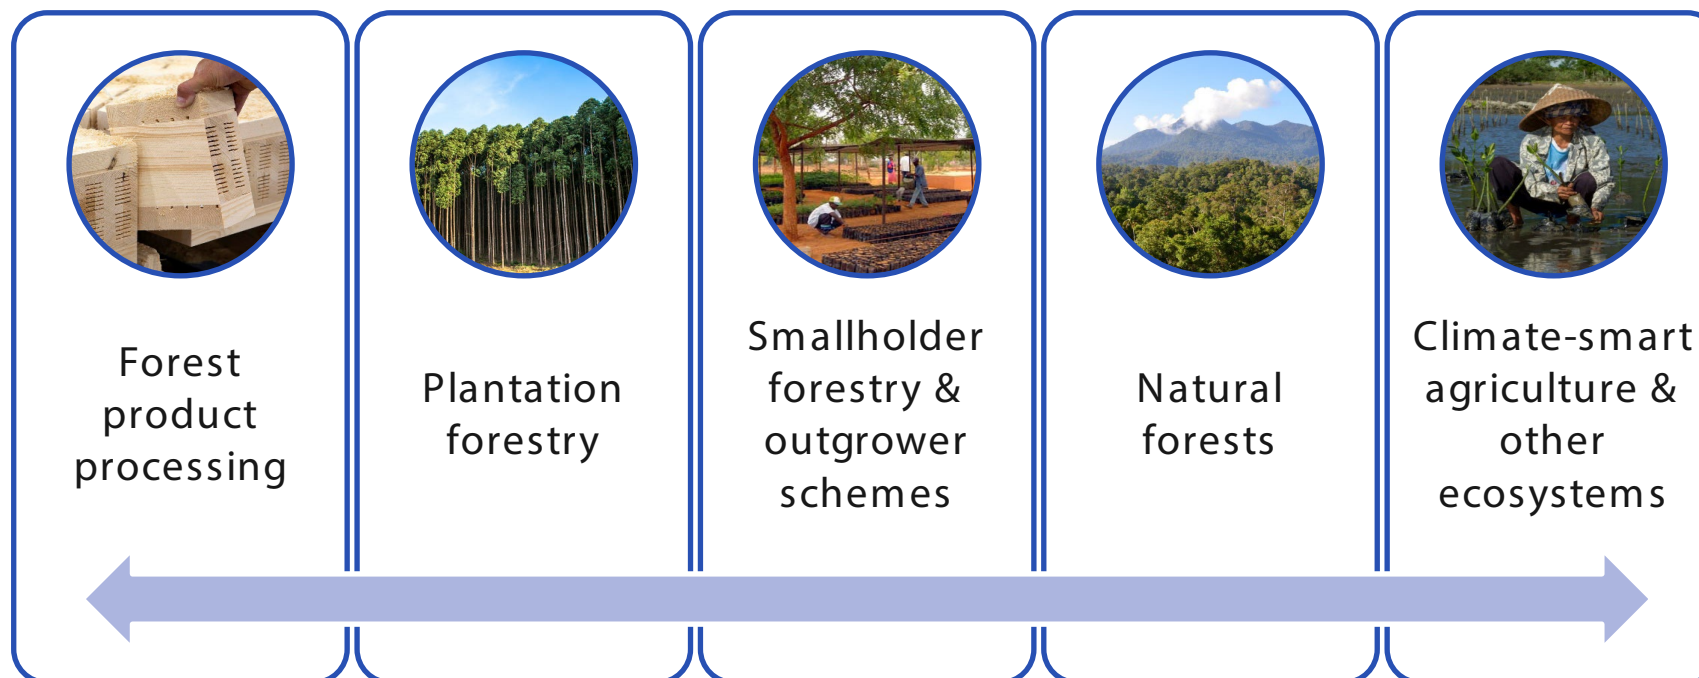 Forest
product
processing
Plantation
forestry
Smallholder
forestry &
outgrower
schemes
Natural
forests
Climate-smart
agriculture &
other
ecosystems